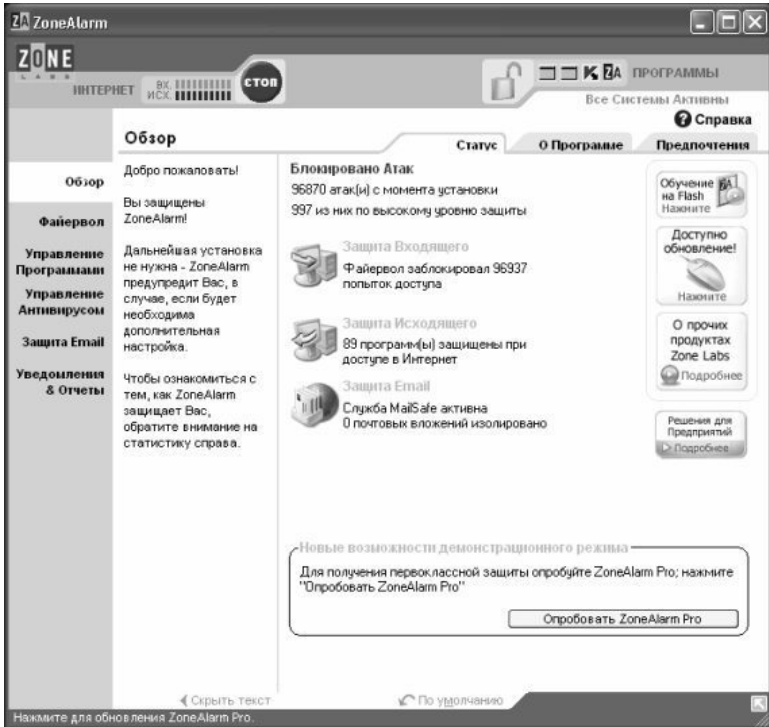 ZA ZoneAlarm
ZONE
LABS
ИНТЕРНЕТ
ВХ.
ИСХ.
СТОП
ZA
ПРОГРАММЫ
Все Системы Активны
Справка
Обзор
Статус
О Программе
Предпочтения
Обзор
Файервол
Управление
Программами
Управление
Антивирусом
Защита Email
Уведомления
& Отчеты
Добро пожаловать!
Вы защищены
ZoneAlarm!
Дальнейшая установка
не нужна - ZoneAlarm
предупредит Вас, в
случае, если будет
необходима
дополнительная
настройка.
Чтобы ознакомиться с
тем, как ZoneAlarm
защищает Вас,
обратите внимание на
статистику справа.
Блокировано Атак
96870 атак(и) с момента установки
997 из них по высокому уровню защиты
Защита Входящего
Файервол заблокировал 96937
попыток доступа
Защита Исходящего
89 программ(ы) защищены при
доступе в Интернет
Защита Email
Служба MailSafe активна
0 почтовых вложений изолировано
Обучение
на Flash
Нажмите
Доступно
обновление!
Нажмите
О прочих
продуктах
Zone Labs
Подробнее
Решения для
Предприятий
Подробнее
Новые возможности демонстрационного режима
Для получения первоклассной защиты опробуйте ZoneAlarm Pro; нажмите
"Опробовать ZoneAlarm Pro"
Опробовать ZoneAlarm Pro
Скрыть текст
По умолчанию
Нажмите для обновления ZoneAlarm Pro.